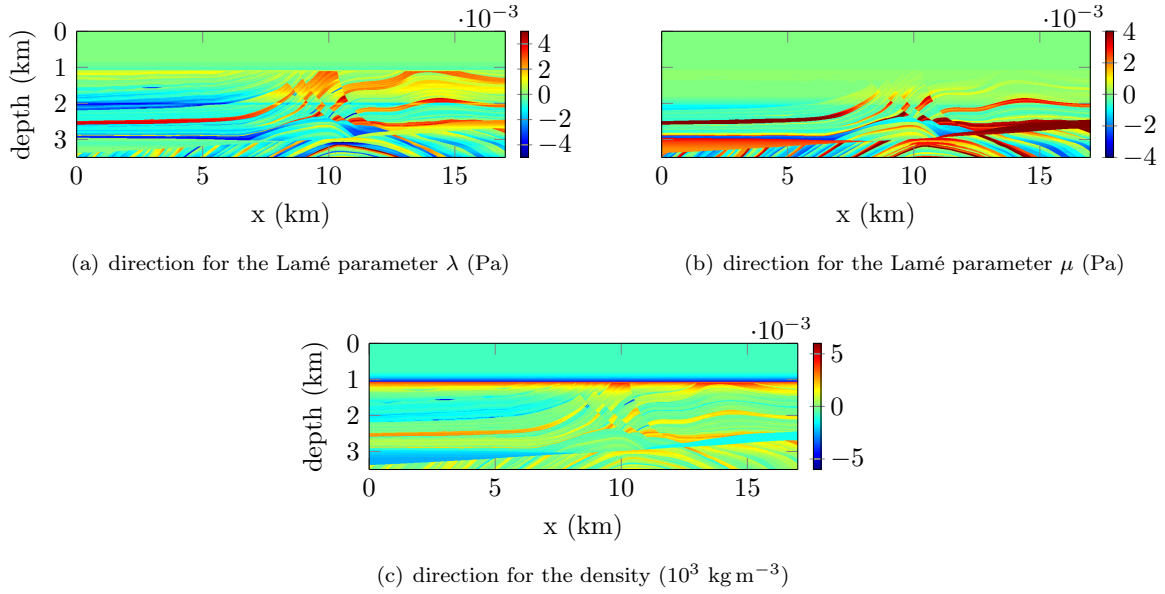 ·10−3 ·10−3
0 4 4
1 2 2
2 0 0
3 −2 −2
−4 −4
depth (km)
0 5 10 15 0 5 10 15
x (km) x (km)
(a) direction for the Lamé parameter λ (Pa) (b) direction for the Lamé parameter μ (Pa)
·10−3
0 5
1
2 0
3 −5
depth (km)
0 5 10 15
x (km)
(c) direction for the density (10³ kg m−3)